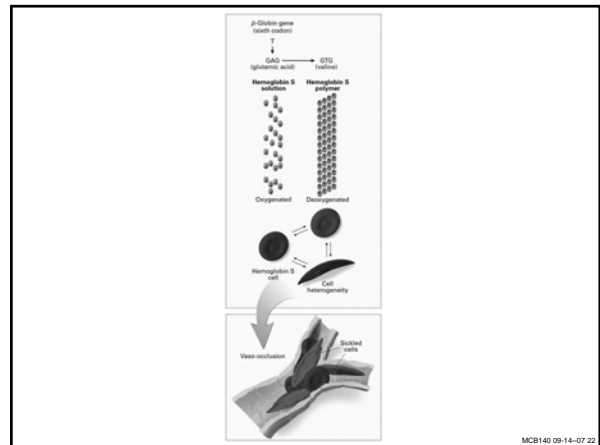 β-Globin gene
(sixth codon)
T
GAG
GTG
(glutamic acid)
(valine)
Hemoglobin S
solution
Hemoglobin S
polymer
Oxygenated
Deoxygenated
Hemoglobin S
cell
Cell
heterogeneity
Vaso-occlusion
Sickled
cells
MCB140 09-14--07 22